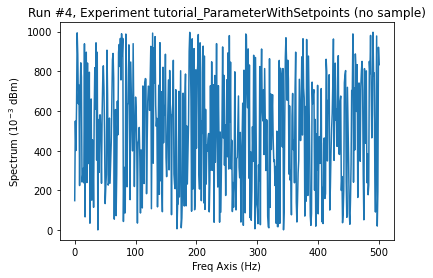 Run #4, Experiment tutorial_ParameterWithSetpoints (no sample)
1000
800
600
400
200
0
Spectrum (10⁻³ dBm)
0 100 200 300 400 500
Freq Axis (Hz)